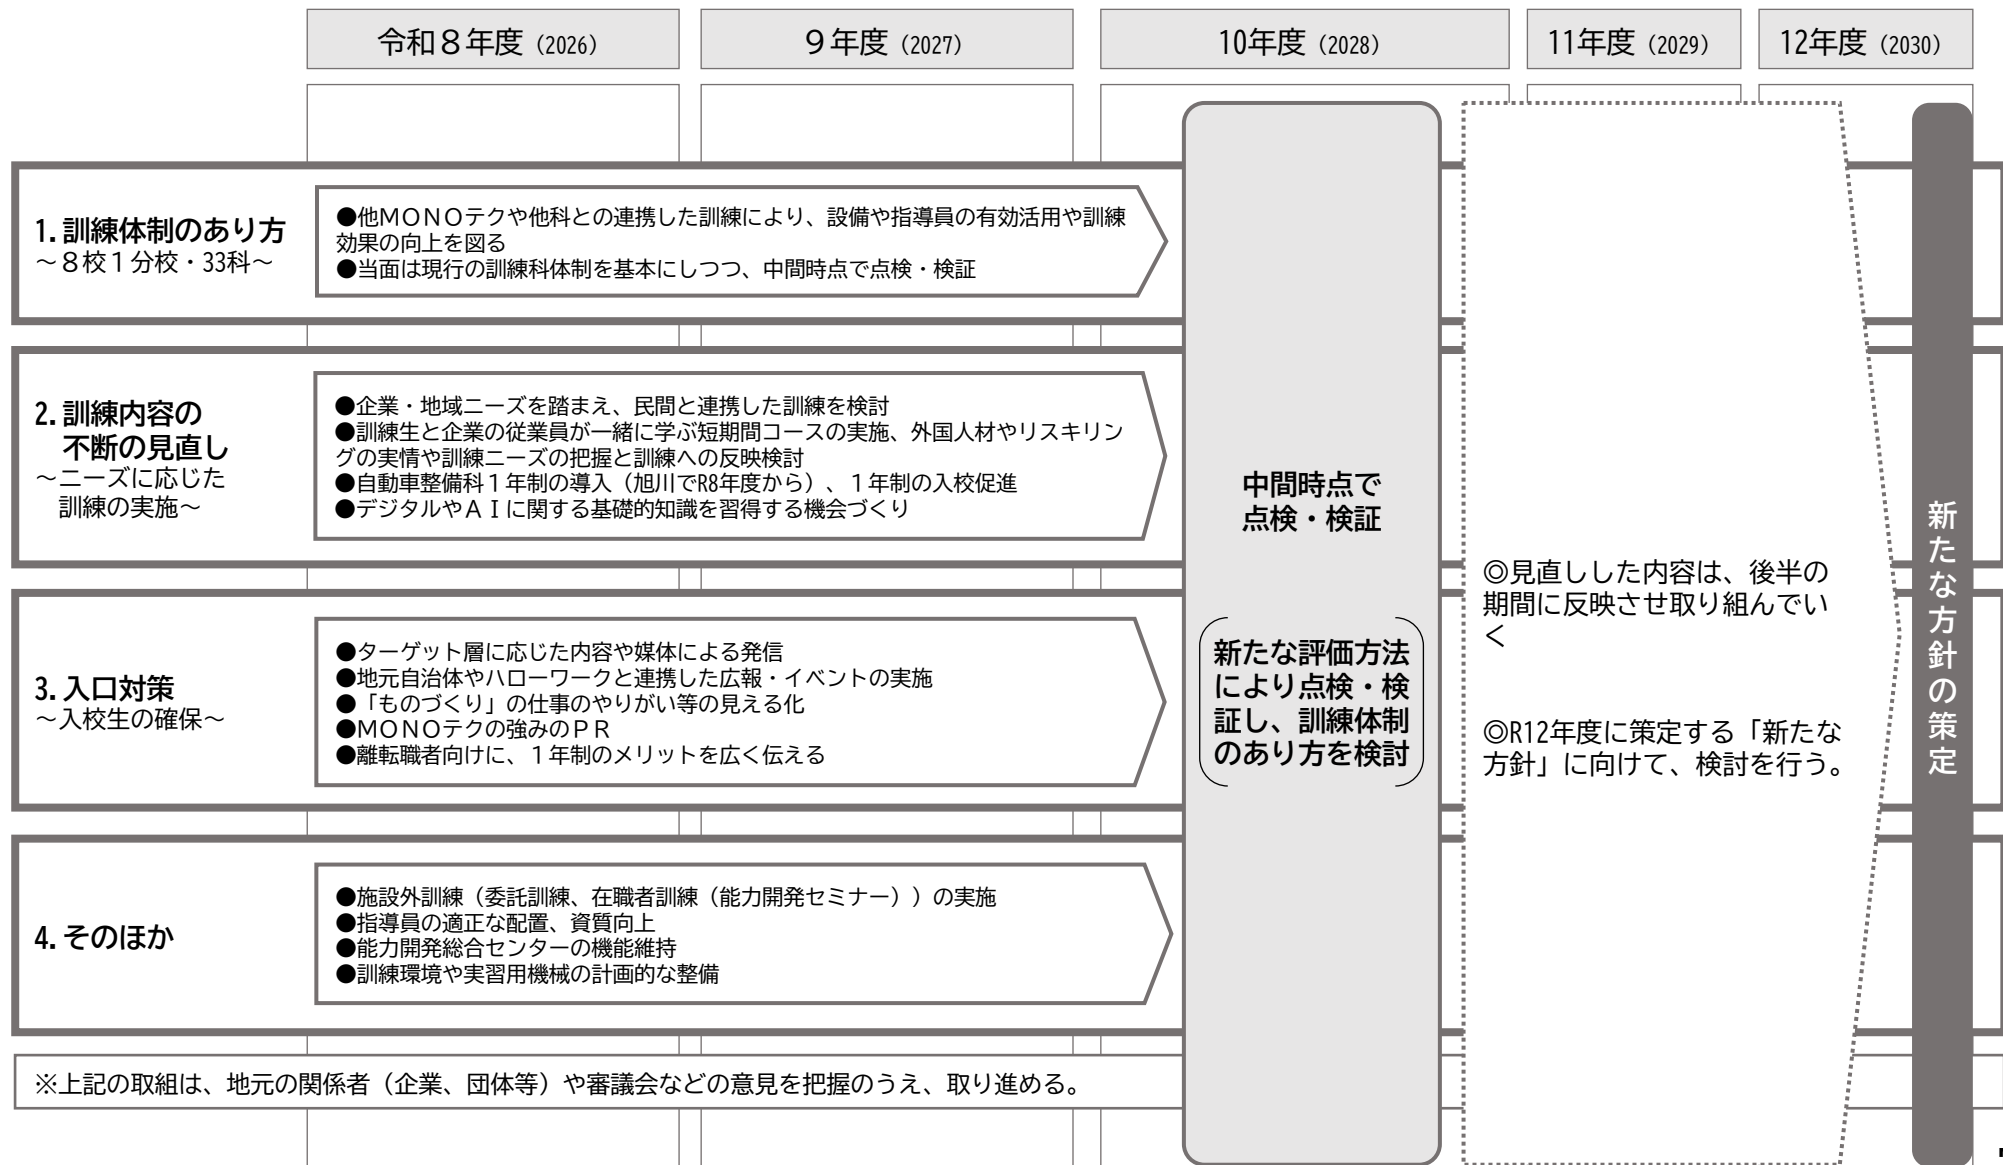 令和８年度（2026）
９年度（2027）
10年度（2028）
11年度（2029）
12年度（2030）
1. 訓練体制のあり方
～８校１分校・33科～
●他ＭＯＮＯテクや他科との連携した訓練により、設備や指導員の有効活用や訓練
効果の向上を図る
●当面は現行の訓練科体制を基本にしつつ、中間時点で点検・検証
2. 訓練内容の
不断の見直し
～ニーズに応じた
訓練の実施～
●企業・地域ニーズを踏まえ、民間と連携した訓練を検討
●訓練生と企業の従業員が一緒に学ぶ短期間コースの実施、外国人材やリスキリン
グの実情や訓練ニーズの把握と訓練への反映検討
●自動車整備科１年制の導入（旭川でR8年度から）、１年制の入校促進
●デジタルやＡＩに関する基礎的知識を習得する機会づくり
3. 入口対策
～入校生の確保～
●ターゲット層に応じた内容や媒体による発信
●地元自治体やハローワークと連携した広報・イベントの実施
●「ものづくり」の仕事のやりがい等の見える化
●ＭＯＮＯテクの強みのＰＲ
●離転職者向けに、１年制のメリットを広く伝える
4. そのほか
●施設外訓練（委託訓練、在職者訓練（能力開発セミナー））の実施
●指導員の適正な配置、資質向上
●能力開発総合センターの機能維持
●訓練環境や実習用機械の計画的な整備
中間時点で
点検・検証
新たな評価方法
により点検・検
証し、訓練体制
のあり方を検討
◎見直しした内容は、後半の
期間に反映させ取り組んでい
く
◎R12年度に策定する「新たな
方針」に向けて、検討を行う。
新たな方針の策定
※上記の取組は、地元の関係者（企業、団体等）や審議会などの意見を把握のうえ、取り進める。